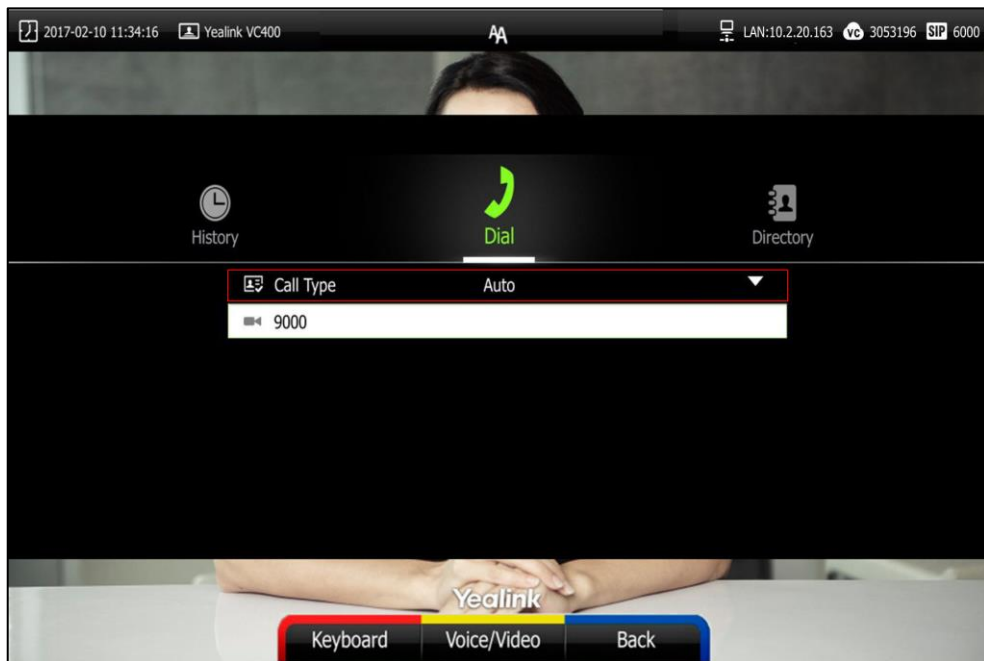 2017-02-10 11:34:16 Yealink VC400 AA LAN:10.2.20.163 VC 3053196 SIP 6000
History Dial Directory
Call Type Auto
9000
Yealink
Keyboard Voice/Video Back